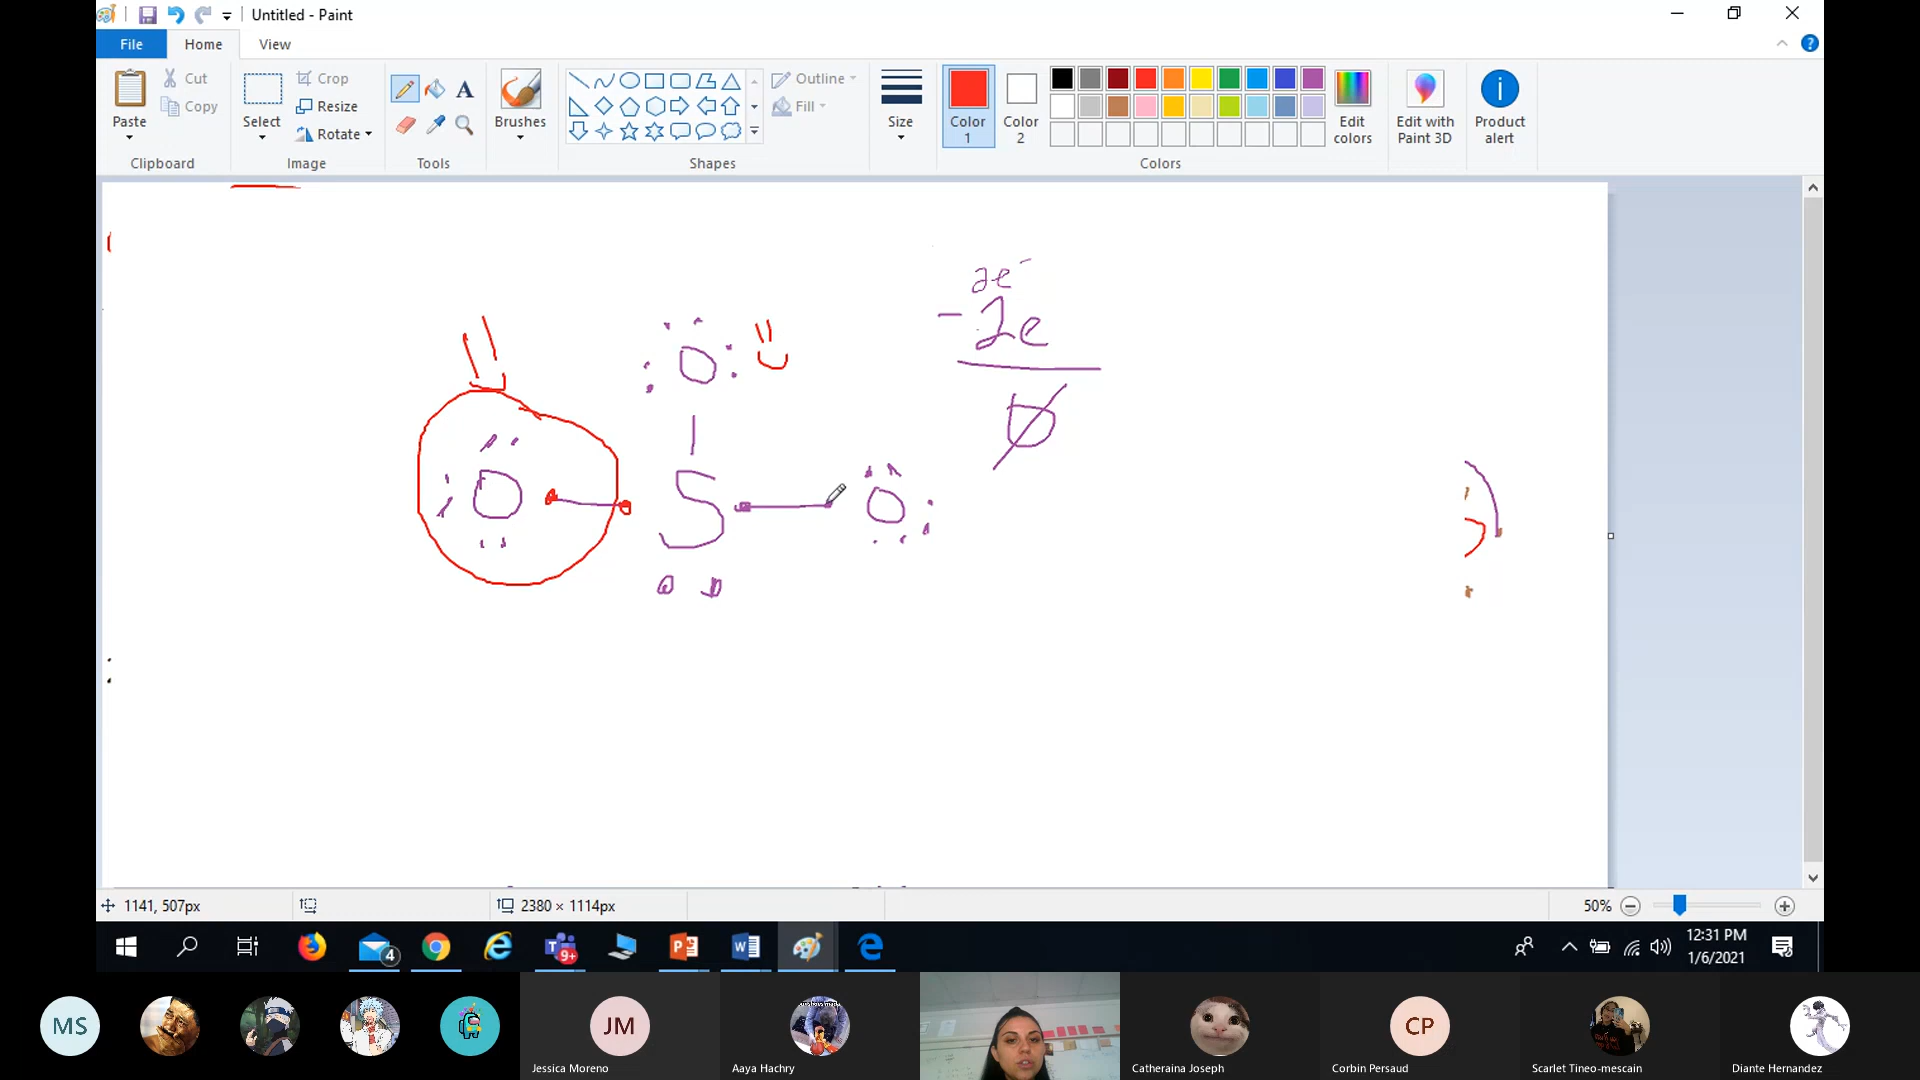 Untitled - Paint
File Home View
Paste
Cut
Copy
Clipboard
Select
Crop
Resize
Rotate
Image
Tools
Brushes
Outline
Fill
Shapes
Size
Color 1
Color 2
Edit colors
Colors
Edit with Paint 3D
Product alert
2e-
- 2e
0
O
O S O
1141, 507px
2380 × 1114px
50%
4
9+
12:31 PM
1/6/2021
MS
JM
CP
Jessica Moreno
Aaya Hachry
Catheraina Joseph
Corbin Persaud
Scarlet Tineo-mescain
Diante Hernandez